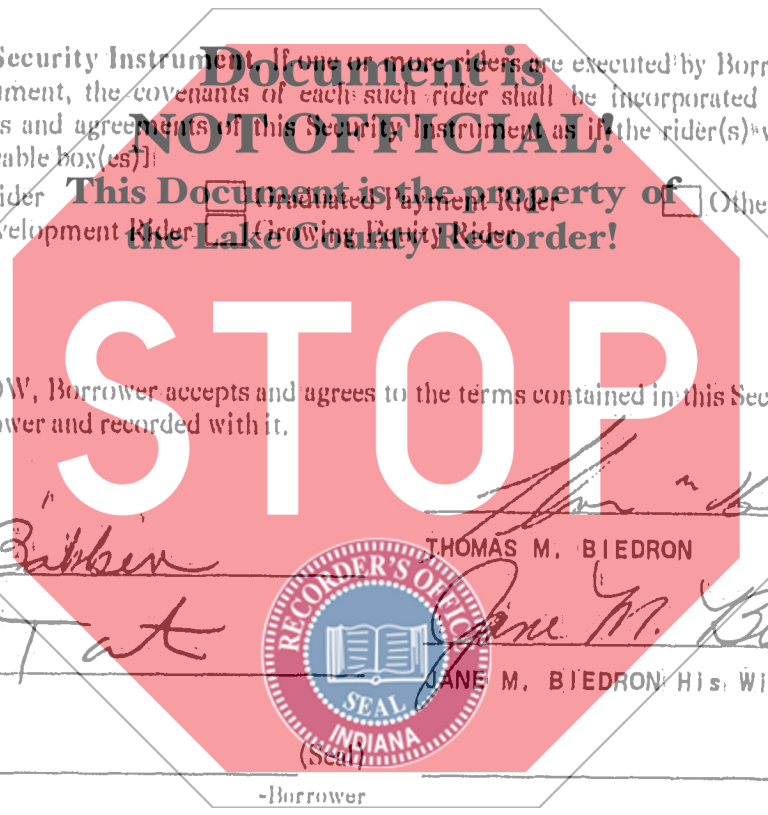 Security Instrument. If one or more riders are executed by Borr
ument, the covenants of each such rider shall be incorporated
s and agreements of this Security Instrument as if the rider(s)
able box(es)]
Document is
NOT OFFICIAL!
This Document is the property of
the Lake County Recorder!
ider Graduated Payment Rider Othe
velopment Rider Growing Equity Rider
STOP
OW, Borrower accepts and agrees to the terms contained in this Sec
ower and recorded with it.
THOMAS M. BIEDRON
Jane M.
JANE M. BIEDRON His Wi
RECORDER'S OFFICE
SEAL
INDIANA
(Seal)
-Borrower